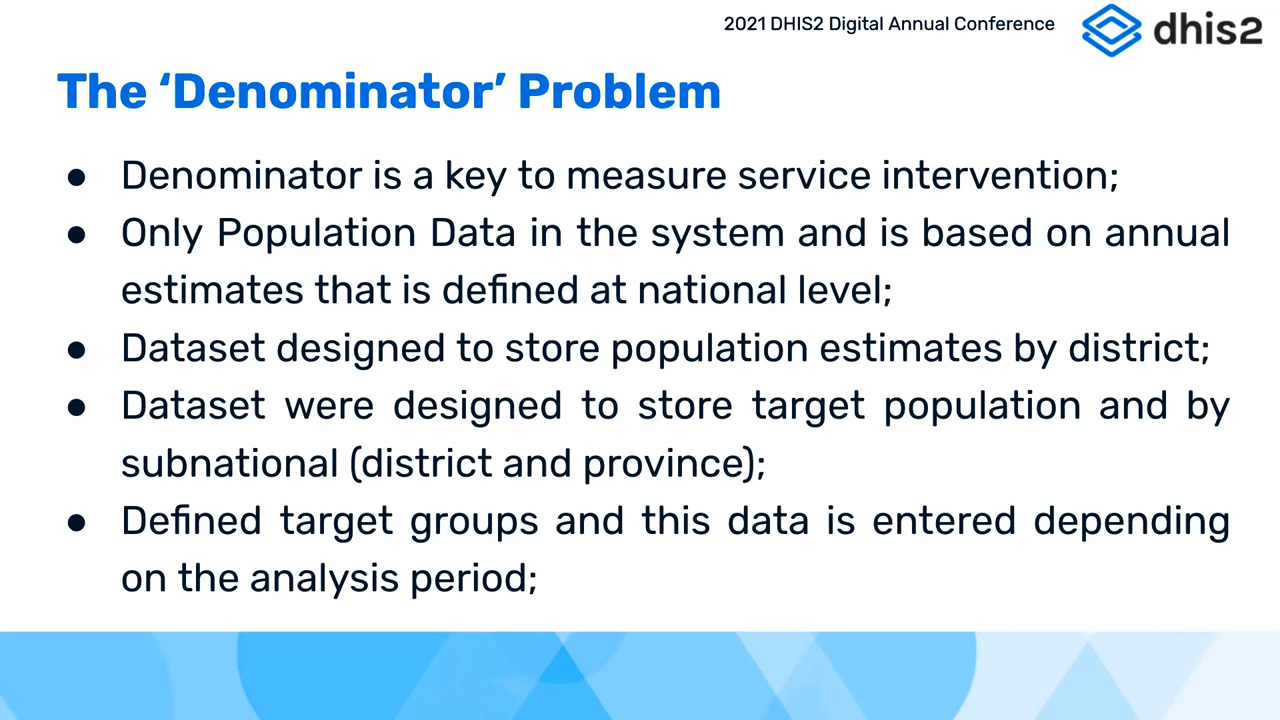 2021 DHIS2 Digital Annual Conference
dhis2
The ‘Denominator’ Problem
● Denominator is a key to measure service intervention;
● Only Population Data in the system and is based on annual
estimates that is defined at national level;
● Dataset designed to store population estimates by district;
● Dataset were designed to store target population and by
subnational (district and province);
● Defined target groups and this data is entered depending
on the analysis period;